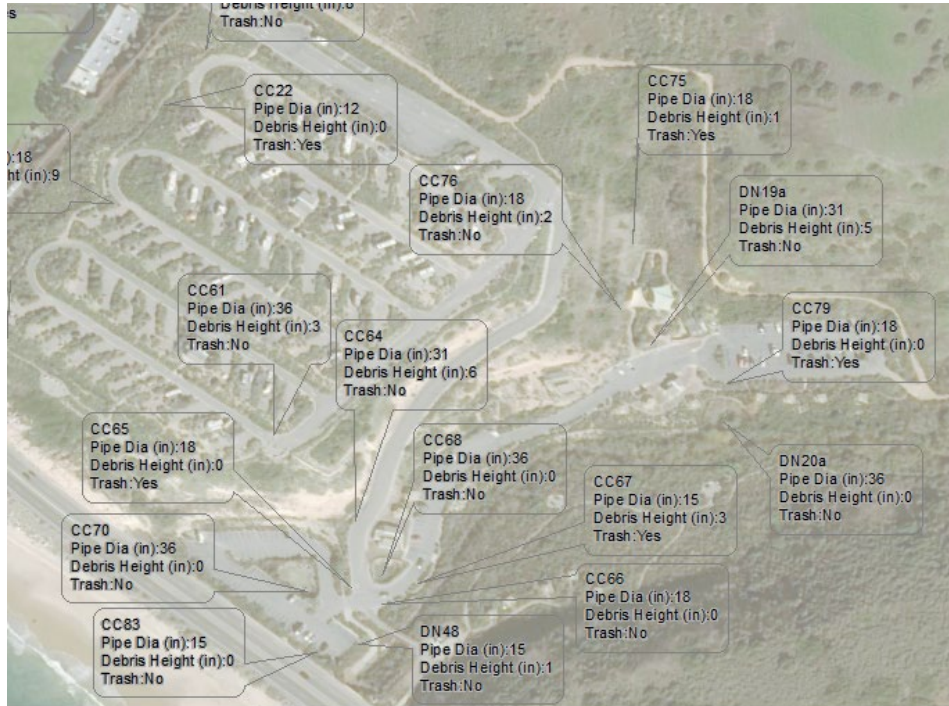 s
Debris Height (in):8
Trash:No
CC22
Pipe Dia (in):12
Debris Height (in):0
Trash:Yes
CC75
Pipe Dia (in):18
Debris Height (in):1
Trash:Yes
):18
ht (in):9
CC76
Pipe Dia (in):18
Debris Height (in):2
Trash:No
DN19a
Pipe Dia (in):31
Debris Height (in):5
Trash:No
CC61
Pipe Dia (in):36
Debris Height (in):3
Trash:No
CC64
Pipe Dia (in):31
Debris Height (in):6
Trash:No
CC79
Pipe Dia (in):18
Debris Height (in):0
Trash:Yes
CC65
Pipe Dia (in):18
Debris Height (in):0
Trash:Yes
CC68
Pipe Dia (in):36
Debris Height (in):0
Trash:No
CC67
Pipe Dia (in):15
Debris Height (in):3
Trash:Yes
DN20a
Pipe Dia (in):36
Debris Height (in):0
Trash:No
CC70
Pipe Dia (in):36
Debris Height (in):0
Trash:No
CC66
Pipe Dia (in):18
Debris Height (in):0
Trash:No
CC83
Pipe Dia (in):15
Debris Height (in):0
Trash:No
DN48
Pipe Dia (in):15
Debris Height (in):1
Trash:No